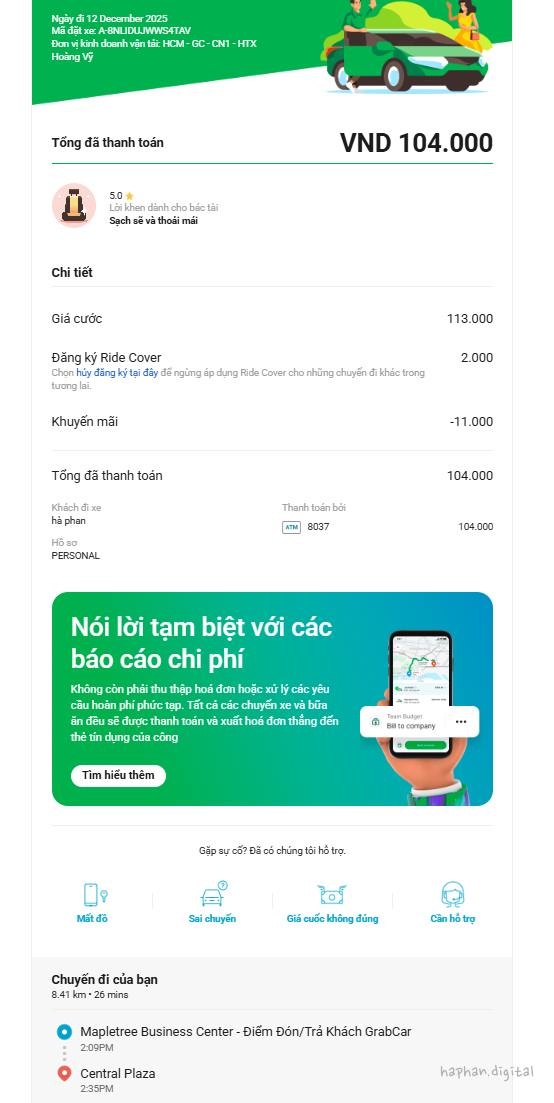 Ngày đi 12 December 2025
Mã đặt xe: A-8NLIDUJWWS4TAV
Đơn vị kinh doanh vận tải: HCM - GC - CN1 - HTX
Hoàng Vỹ
Tổng đã thanh toán VND 104.000
5.0
Lời khen dành cho bác tài
Sạch sẽ và thoải mái
Chi tiết
Giá cước 113.000
Đăng ký Ride Cover 2.000
Chọn hủy đăng ký tại đây để ngừng áp dụng Ride Cover cho những chuyến đi khác trong
tương lai.
Khuyến mãi -11.000
Tổng đã thanh toán 104.000
Khách đi xe Thanh toán bởi
hà phan ATM 8037 104.000
Hồ sơ
PERSONAL
Nói lời tạm biệt với các
báo cáo chi phí
Không còn phải thu thập hoá đơn hoặc xử lý các yêu
cầu hoàn phí phức tạp. Tất cả các chuyến xe và bữa
ăn đều sẽ được thanh toán và xuất hoá đơn thẳng đến
thẻ tín dụng của công
Team Budget
Bill to company
Tìm hiểu thêm
Gặp sự cố? Đã có chúng tôi hỗ trợ.
Mất đồ Sai chuyến Giá cuốc không đúng Cần hỗ trợ
Chuyến đi của bạn
8.41 km • 26 mins
Mapletree Business Center - Điểm Đón/Trả Khách GrabCar
2:09PM
Central Plaza
2:35PM
haphan.digital